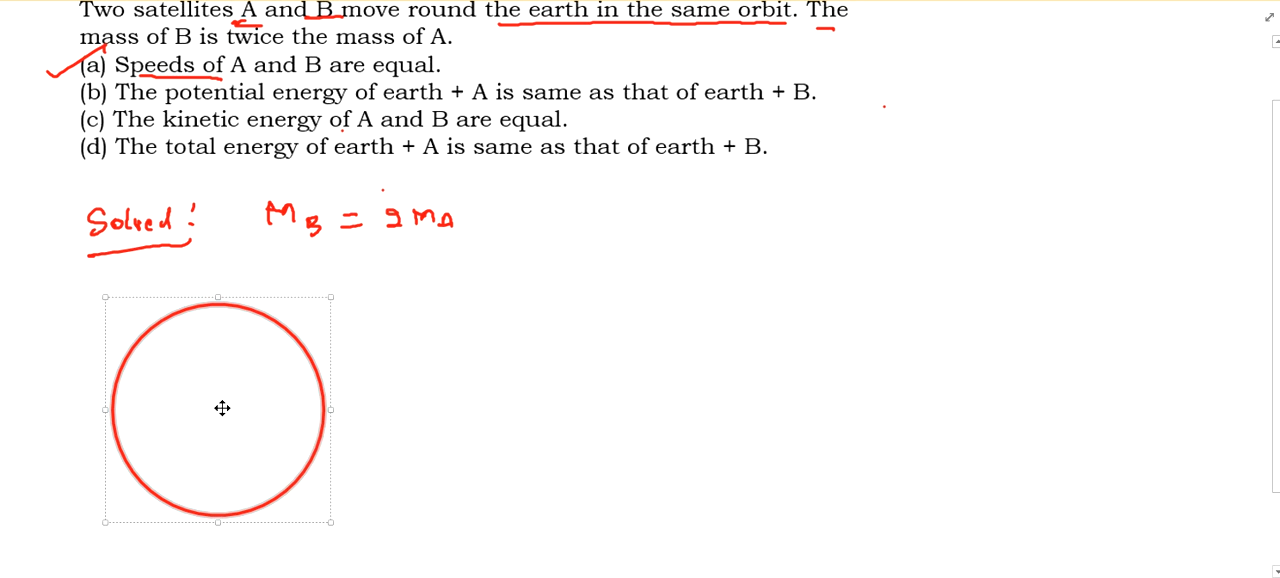 Two satellites A and B move round the earth in the same orbit. The
mass of B is twice the mass of A.
(a) Speeds of A and B are equal.
(b) The potential energy of earth + A is same as that of earth + B.
(c) The kinetic energy of A and B are equal.
(d) The total energy of earth + A is same as that of earth + B.
Solved: MB = 2MA